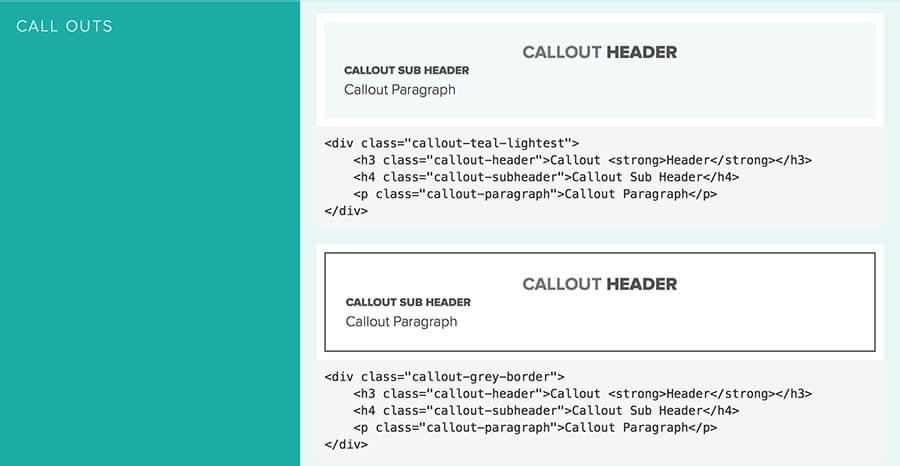 CALL OUTS
CALLOUT HEADER
CALLOUT SUB HEADER
Callout Paragraph
<div class="callout-teal-lightest">
    <h3 class="callout-header">Callout <strong>Header</strong></h3>
    <h4 class="callout-subheader">Callout Sub Header</h4>
    <p class="callout-paragraph">Callout Paragraph</p>
</div>
CALLOUT HEADER
CALLOUT SUB HEADER
Callout Paragraph
<div class="callout-grey-border">
    <h3 class="callout-header">Callout <strong>Header</strong></h3>
    <h4 class="callout-subheader">Callout Sub Header</h4>
    <p class="callout-paragraph">Callout Paragraph</p>
</div>